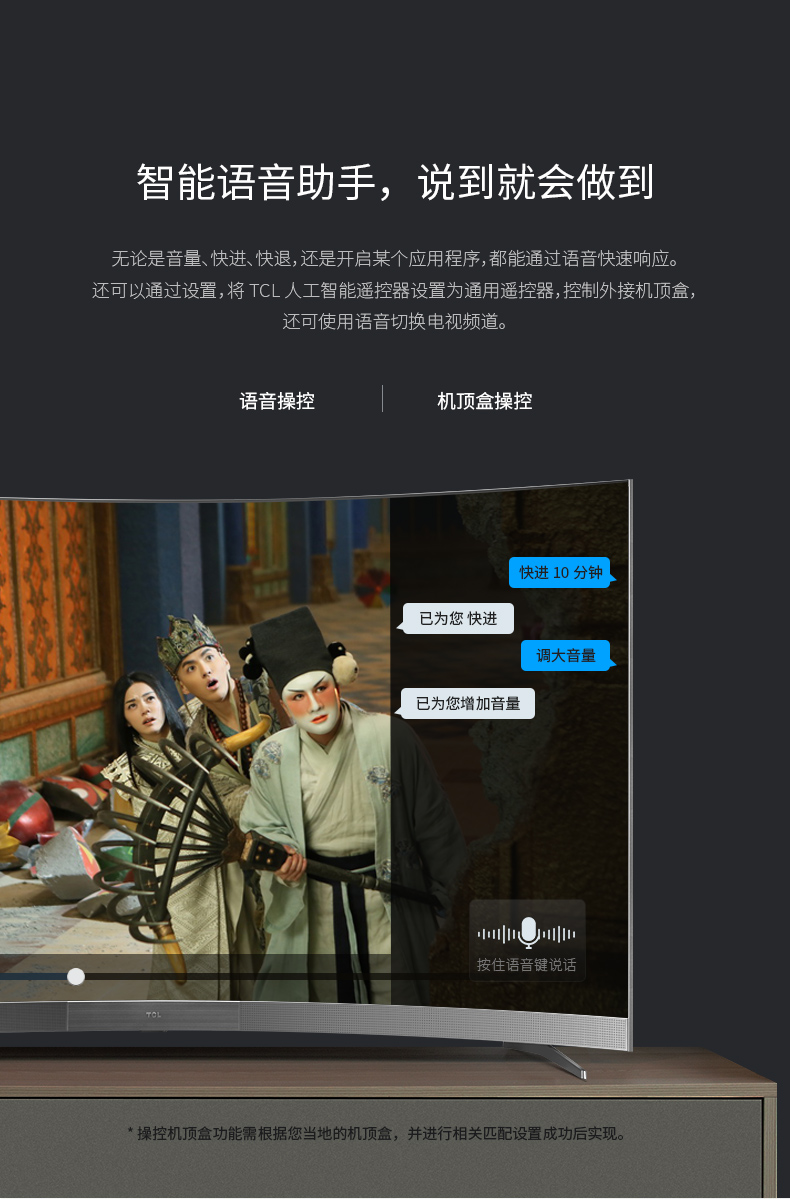 智能语音助手，说到就会做到
无论是音量、快进、快退，还是开启某个应用程序，都能通过语音快速响应。
还可以通过设置，将 TCL 人工智能遥控器设置为通用遥控器，控制外接机顶盒，
还可使用语音切换电视频道。
语音操控
机顶盒操控
快进 10 分钟
已为您 快进
调大音量
已为您增加音量
按住语音键说话
TCL
* 操控机顶盒功能需根据您当地的机顶盒，并进行相关匹配设置成功后实现。